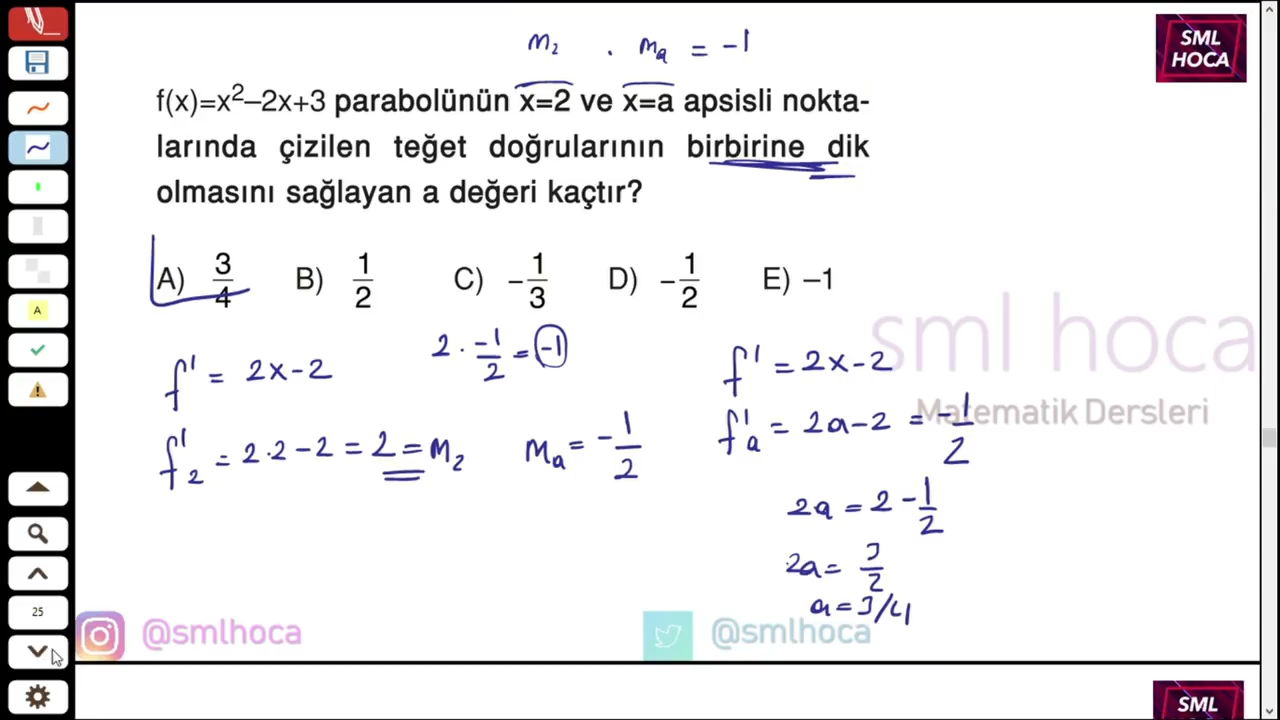 m₂ . mₐ = -1
SML
HOCA
f(x)=x²–2x+3 parabolünün x=2 ve x=a apsisli nokta-
larında çizilen teğet doğrularının birbirine dik
olmasını sağlayan a değeri kaçtır?
A) 3/4 B) 1/2 C) –1/3 D) –1/2 E) –1
sml hoca
Matematik Dersleri
f' = 2x-2
f'₂ = 2·2-2 = 2 = m₂
2 · -1/2 = -1
mₐ = -1/2
f' = 2x-2
f'ₐ = 2a-2 = -1/2
2a = 2 - 1/2
2a = 3/2
a = 3/4
A
25
@smlhoca
@smlhoca
SML